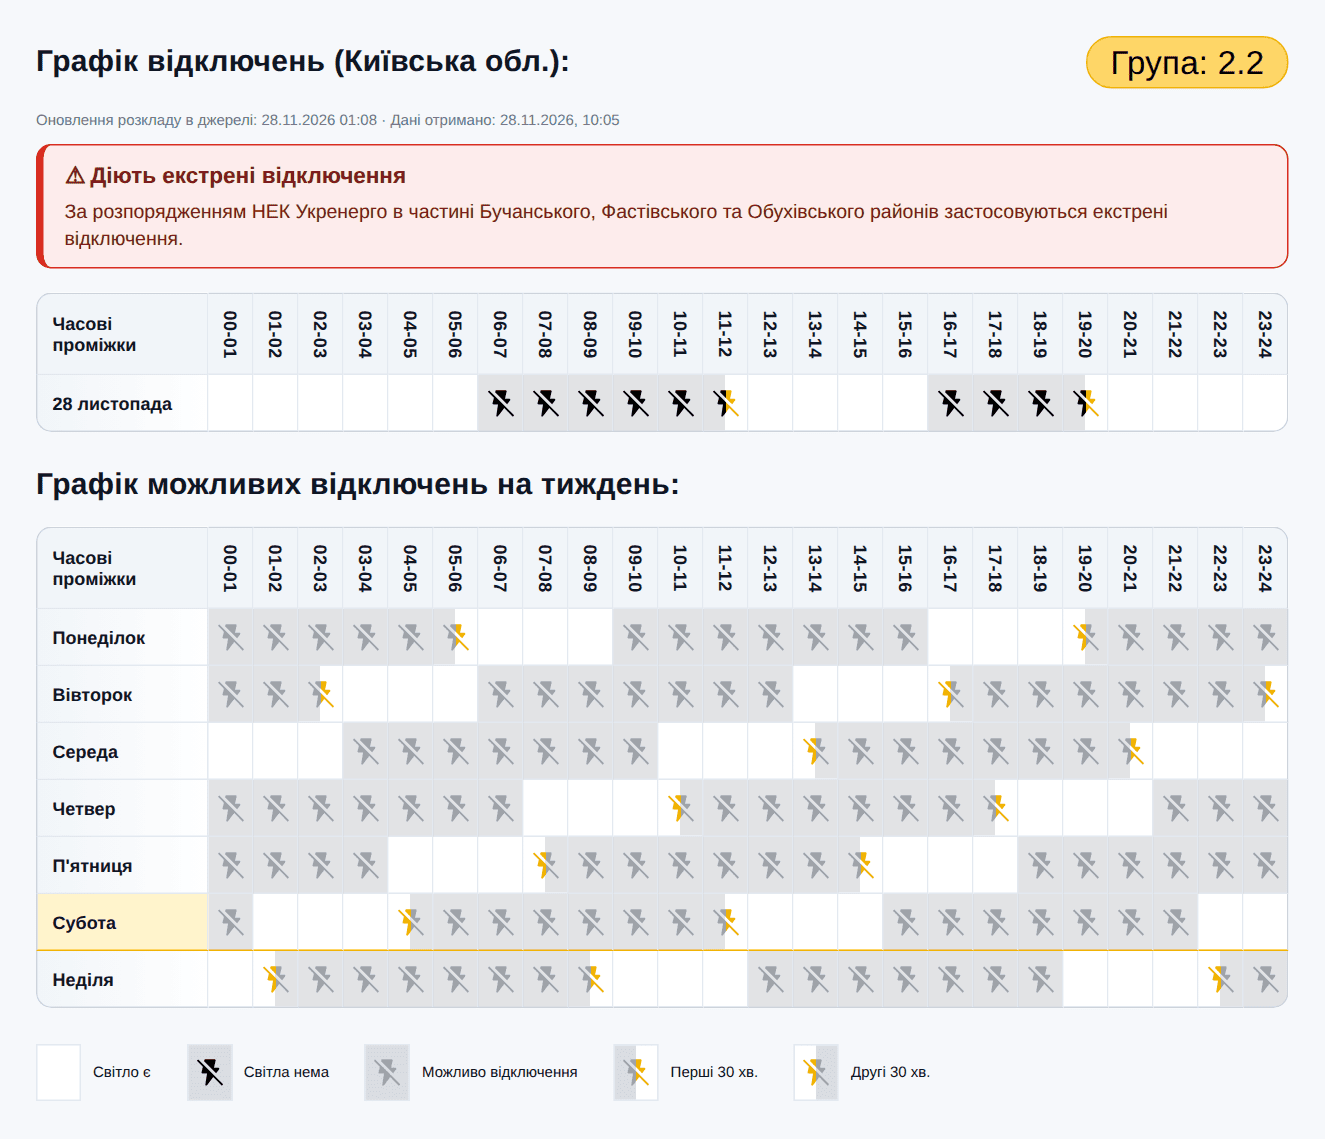 Графік відключень (Київська обл.):
Група: 2.2
Оновлення розкладу в джерелі: 28.11.2026 01:08 · Дані отримано: 28.11.2026, 10:05
⚠ Діють екстрені відключення
За розпорядженням НЕК Укренерго в частині Бучанського, Фастівського та Обухівського районів застосовуються екстрені
відключення.
Часові
проміжки
00-01 01-02 02-03 03-04 04-05 05-06 06-07 07-08 08-09 09-10 10-11 11-12 12-13 13-14 14-15 15-16 16-17 17-18 18-19 19-20 20-21 21-22 22-23 23-24
28 листопада
Графік можливих відключень на тиждень:
Часові
проміжки
00-01 01-02 02-03 03-04 04-05 05-06 06-07 07-08 08-09 09-10 10-11 11-12 12-13 13-14 14-15 15-16 16-17 17-18 18-19 19-20 20-21 21-22 22-23 23-24
Понеділок
Вівторок
Середа
Четвер
П'ятниця
Субота
Неділя
Світло є
Світла нема
Можливо відключення
Перші 30 хв.
Другі 30 хв.